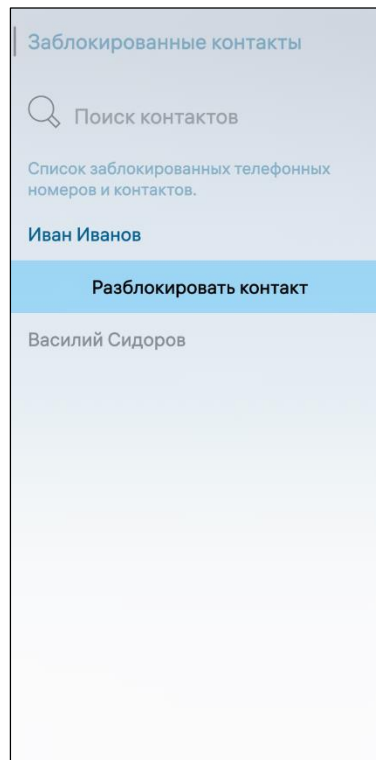 Заблокированные контакты
Поиск контактов
Список заблокированных телефонных
номеров и контактов.
Иван Иванов
Разблокировать контакт
Василий Сидоров